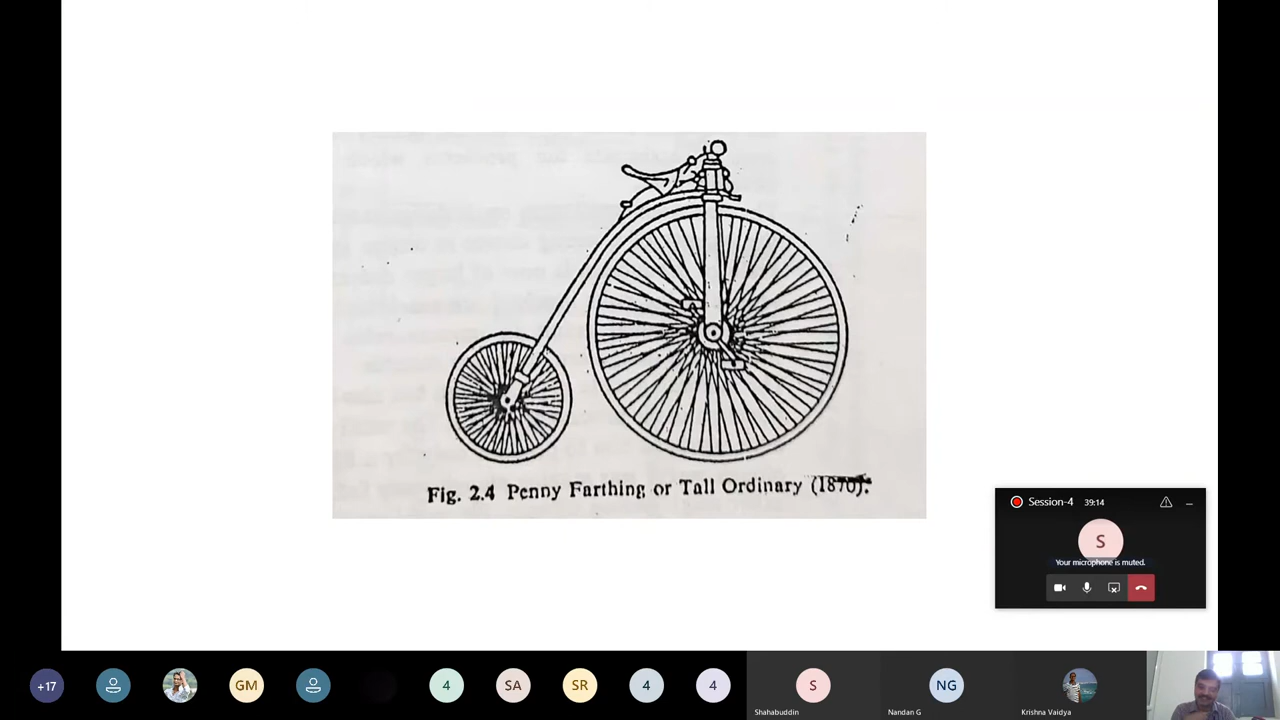 Fig. 2.4 Penny Farthing or Tall Ordinary (1870).
Session-4 39:14
S
Your microphone is muted.
+17
GM
4
SA
SR
4
4
S
Shahabuddin
NG
Nandan G
Krishna Vaidya